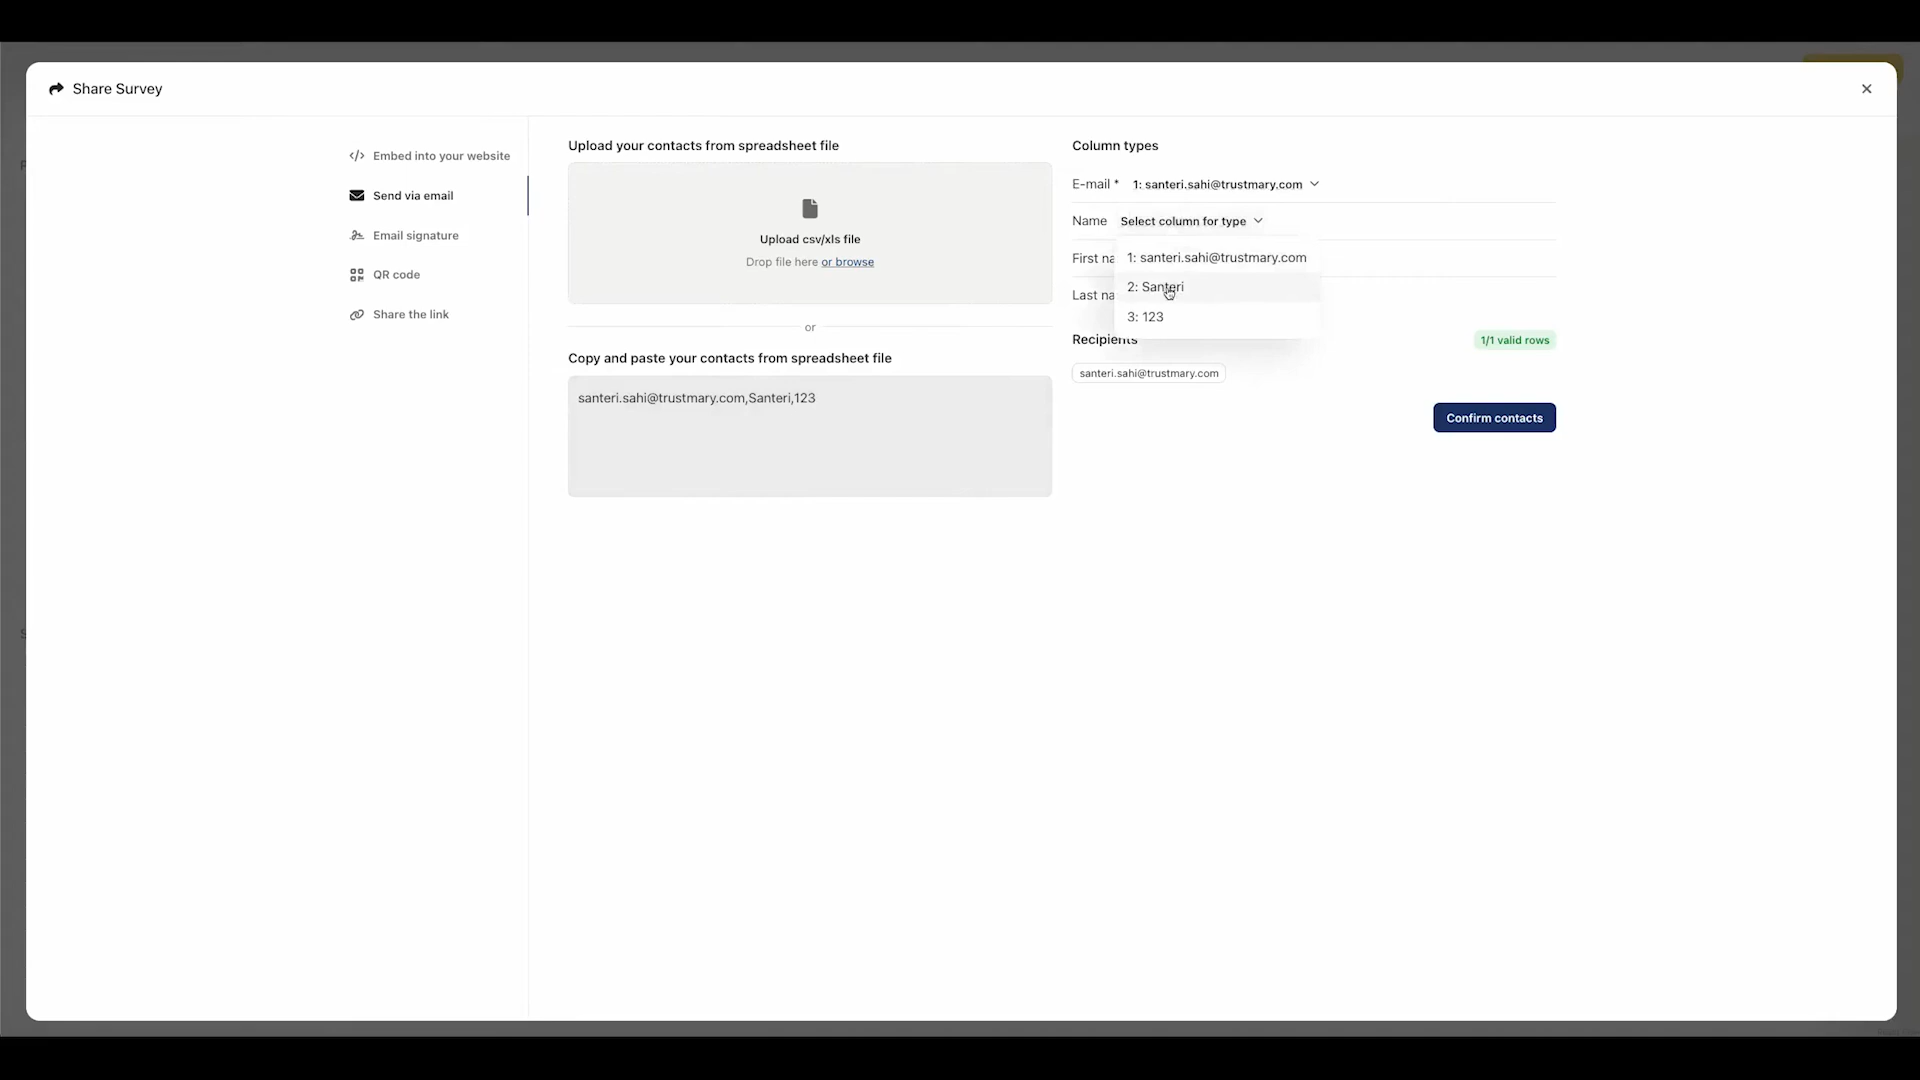 Share Survey
Embed into your website
Send via email
Email signature
QR code
Share the link
Upload your contacts from spreadsheet file
Upload csv/xls file
Drop file here or browse
or
Copy and paste your contacts from spreadsheet file
santeri.sahi@trustmary.com,Santeri,123
Column types
E-mail * 1: santeri.sahi@trustmary.com
Name Select column for type
1: santeri.sahi@trustmary.com
First na
2: Santeri
Last na
3: 123
Recipients 1/1 valid rows
santeri.sahi@trustmary.com
Confirm contacts